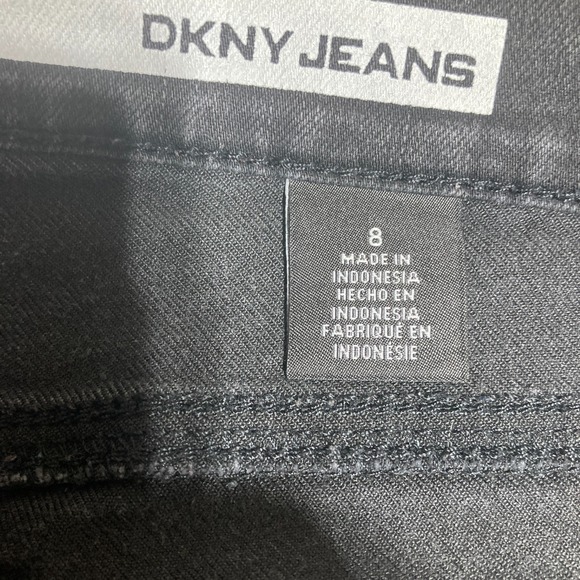 DKNY JEANS
8
MADE IN
INDONESIA
HECHO EN
INDONESIA
FABRIQUÉ EN
INDONÉSIE